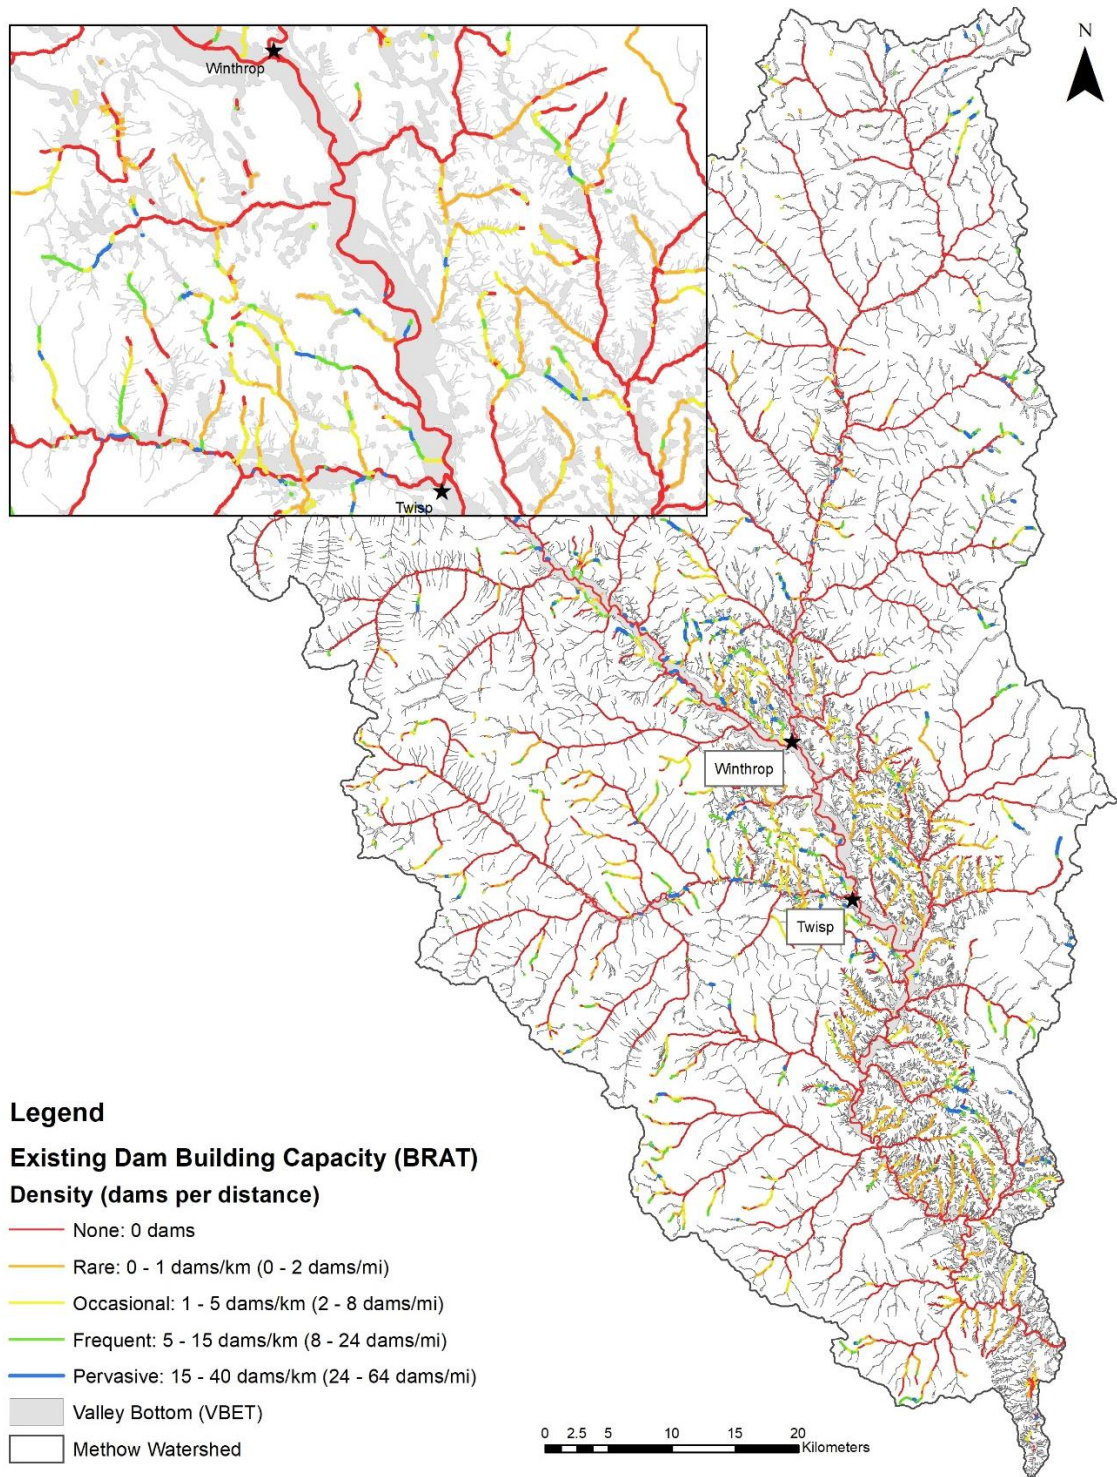 N
Winthrop
Twisp
Winthrop
Twisp
Legend
Existing Dam Building Capacity (BRAT)
Density (dams per distance)
None: 0 dams
Rare: 0 - 1 dams/km (0 - 2 dams/mi)
Occasional: 1 - 5 dams/km (2 - 8 dams/mi)
Frequent: 5 - 15 dams/km (8 - 24 dams/mi)
Pervasive: 15 - 40 dams/km (24 - 64 dams/mi)
Valley Bottom (VBET)
Methow Watershed
0 2.5 5 10 15 20
Kilometers